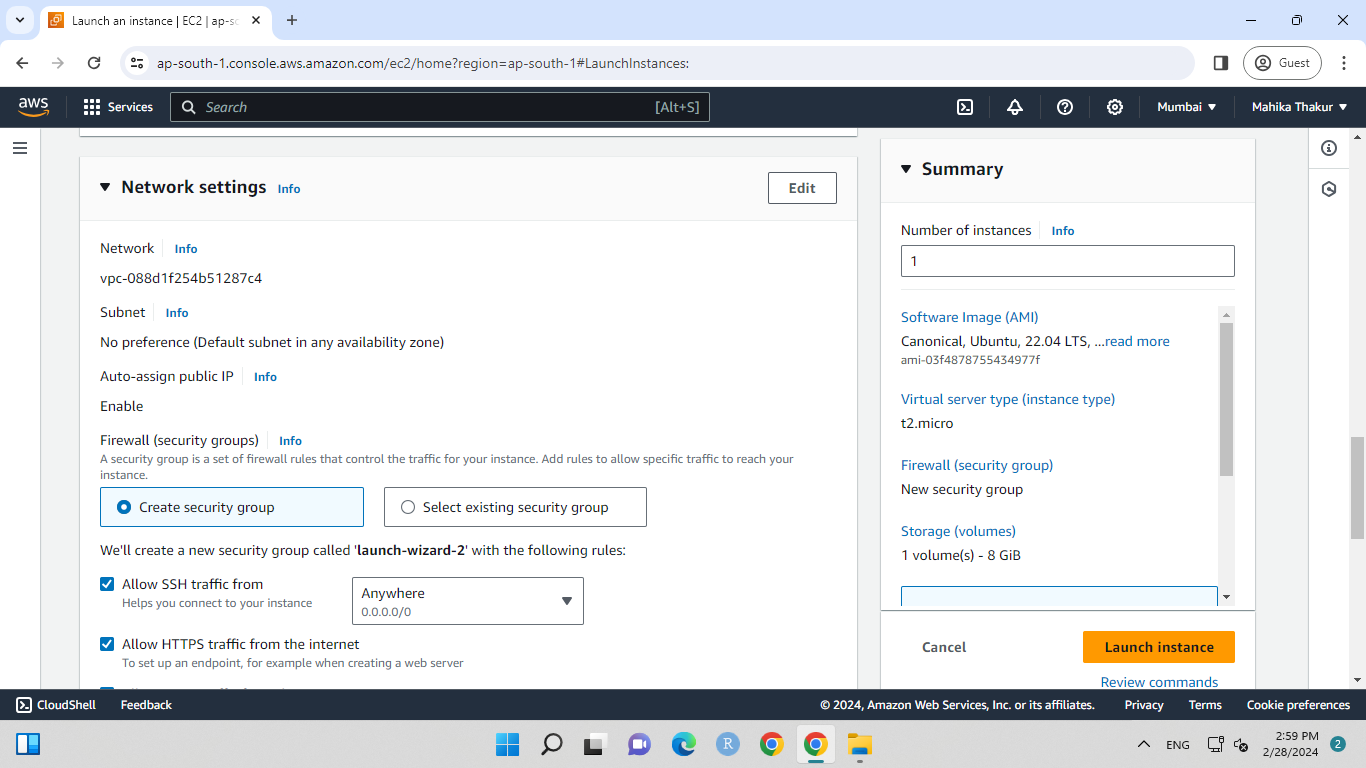 Launch an instance | EC2 | ap-so
ap-south-1.console.aws.amazon.com/ec2/home?region=ap-south-1#LaunchInstances:
Guest
aws
Services
Search
[Alt+S]
Mumbai
Mahika Thakur
Network settings Info
Edit
Network Info
vpc-088d1f254b51287c4
Subnet Info
No preference (Default subnet in any availability zone)
Auto-assign public IP Info
Enable
Firewall (security groups) Info
A security group is a set of firewall rules that control the traffic for your instance. Add rules to allow specific traffic to reach your
instance.
Create security group
Select existing security group
We'll create a new security group called 'launch-wizard-2' with the following rules:
Allow SSH traffic from
Helps you connect to your instance
Anywhere
0.0.0.0/0
Allow HTTPS traffic from the internet
To set up an endpoint, for example when creating a web server
Summary
Number of instances Info
1
Software Image (AMI)
Canonical, Ubuntu, 22.04 LTS, ...read more
ami-03f4878755434977f
Virtual server type (instance type)
t2.micro
Firewall (security group)
New security group
Storage (volumes)
1 volume(s) - 8 GiB
Cancel
Launch instance
Review commands
CloudShell
Feedback
© 2024, Amazon Web Services, Inc. or its affiliates.
Privacy
Terms
Cookie preferences
R
ENG
2:59 PM
2/28/2024
2